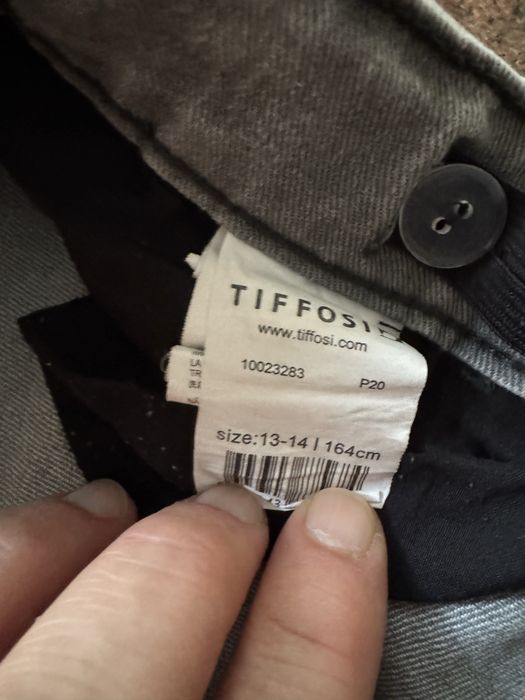 TIFFOSI
www.tiffosi.com
10023283 P20
size:13-14 | 164cm